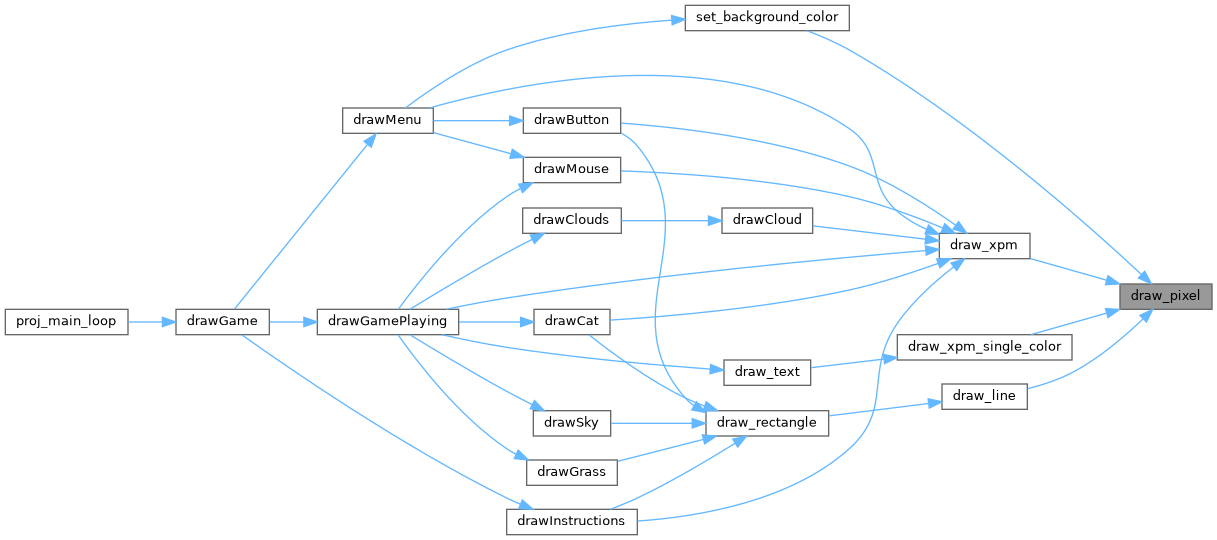 set_background_color
drawMenu
drawButton
drawMouse
drawClouds
drawCloud
draw_xpm
draw_pixel
proj_main_loop
drawGame
drawGamePlaying
drawCat
draw_xpm_single_color
draw_text
draw_line
drawSky
draw_rectangle
drawGrass
drawInstructions